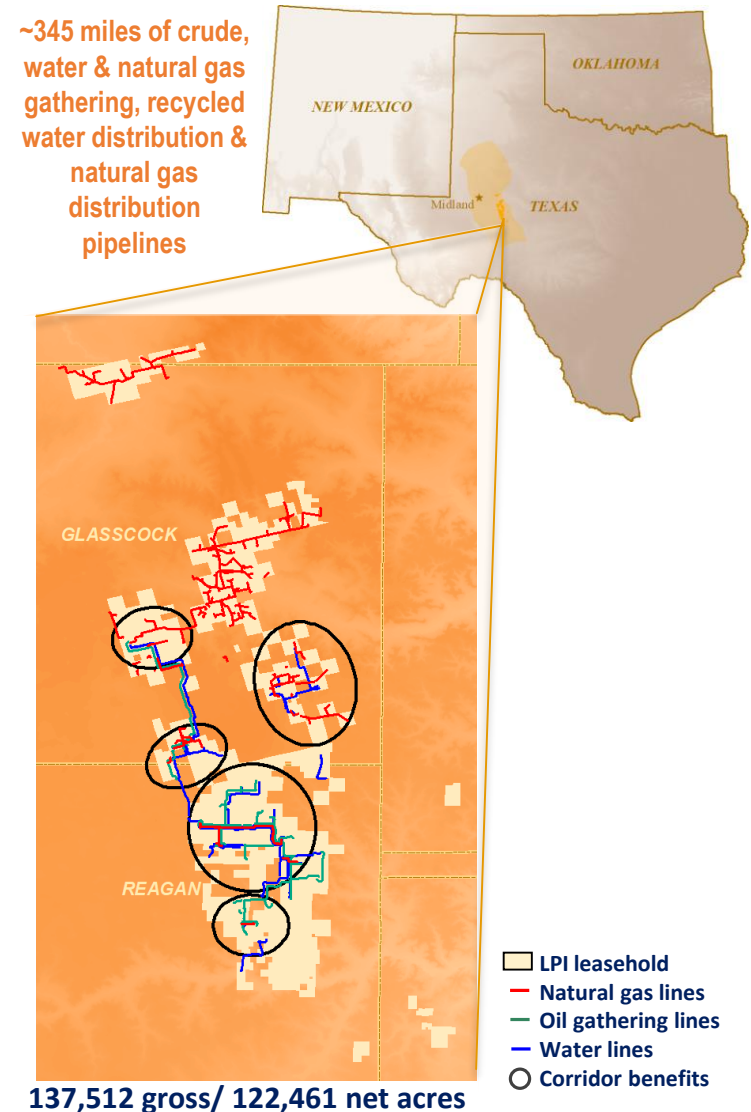 ~345 miles of crude,
water & natural gas
gathering, recycled
water distribution &
natural gas
distribution
pipelines
OKLAHOMA
NEW MEXICO
Midland
TEXAS
GLASSCOCK
REAGAN
LPI leasehold
Natural gas lines
Oil gathering lines
Water lines
Corridor benefits
137,512 gross/ 122,461 net acres